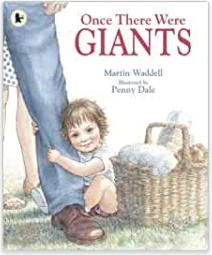 Once There Were
GIANTS
Martin Waddell
Illustrated by
Penny Dale